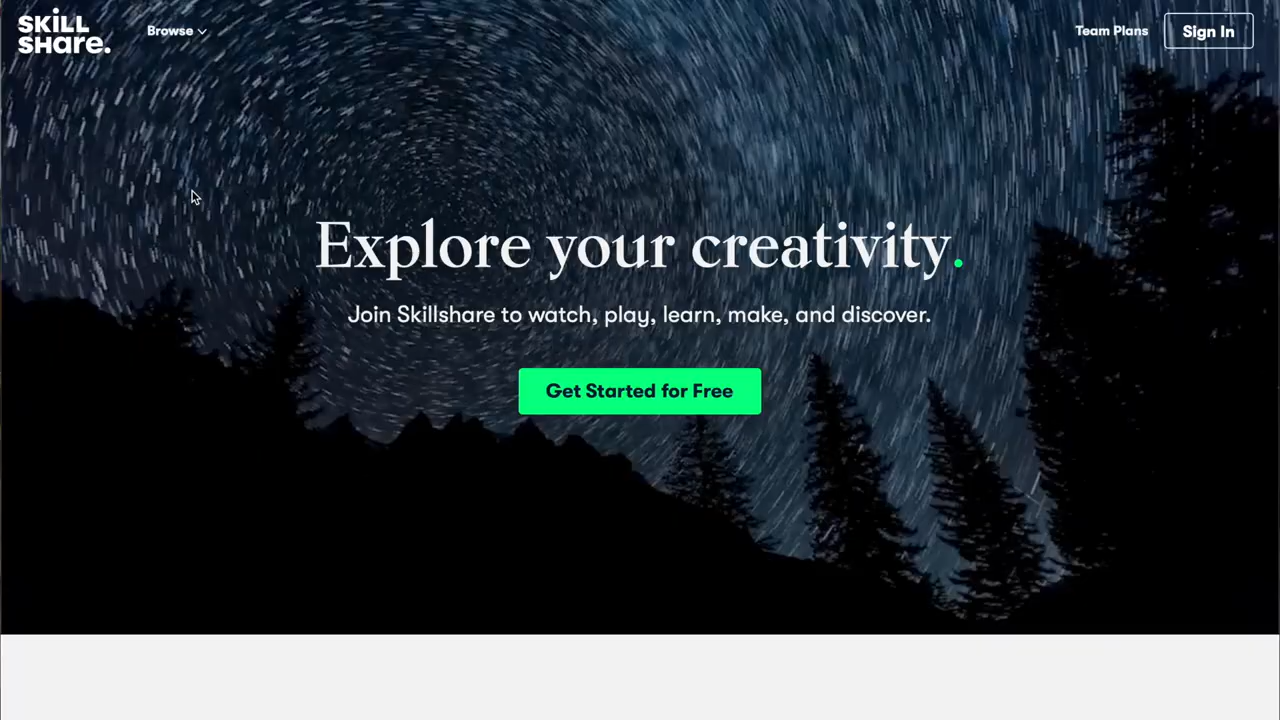 SKILL
SHare.
Browse
Team Plans
Sign In
Explore your creativity.
Join Skillshare to watch, play, learn, make, and discover.
Get Started for Free